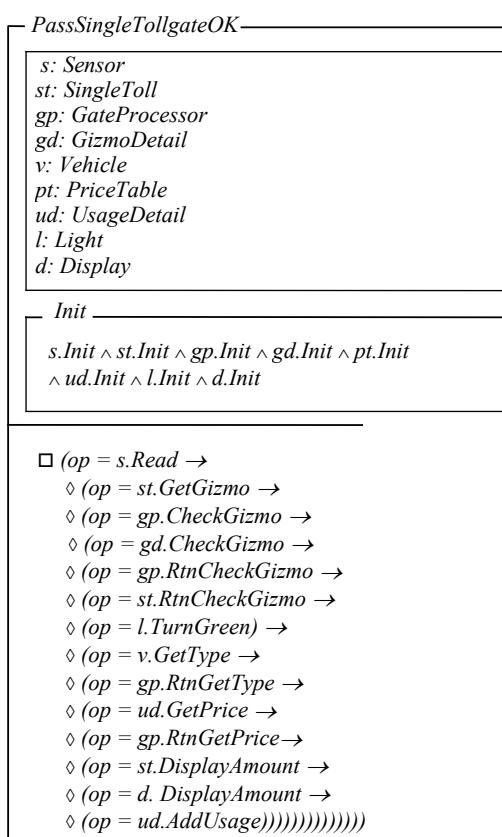 PassSingleTollgateOK
s: Sensor
st: SingleToll
gp: GateProcessor
gd: GizmoDetail
v: Vehicle
pt: PriceTable
ud: UsageDetail
l: Light
d: Display
Init
s.Init ∧ st.Init ∧ gp.Init ∧ gd.Init ∧ pt.Init
∧ ud.Init ∧ l.Init ∧ d.Init
□ (op = s.Read →
◊ (op = st.GetGizmo →
◊ (op = gp.CheckGizmo →
◊ (op = gd.CheckGizmo →
◊ (op = gp.RtnCheckGizmo →
◊ (op = st.RtnCheckGizmo →
◊ (op = l.TurnGreen) →
◊ (op = v.GetType →
◊ (op = gp.RtnGetType →
◊ (op = ud.GetPrice →
◊ (op = gp.RtnGetPrice→
◊ (op = st.DisplayAmount →
◊ (op = d. DisplayAmount →
◊ (op = ud.AddUsage))))))))))))))